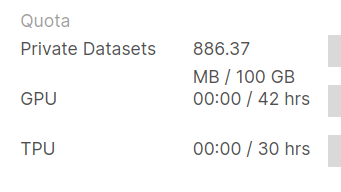 Quota
Private Datasets 886.37
MB / 100 GB
GPU 00:00 / 42 hrs
TPU 00:00 / 30 hrs